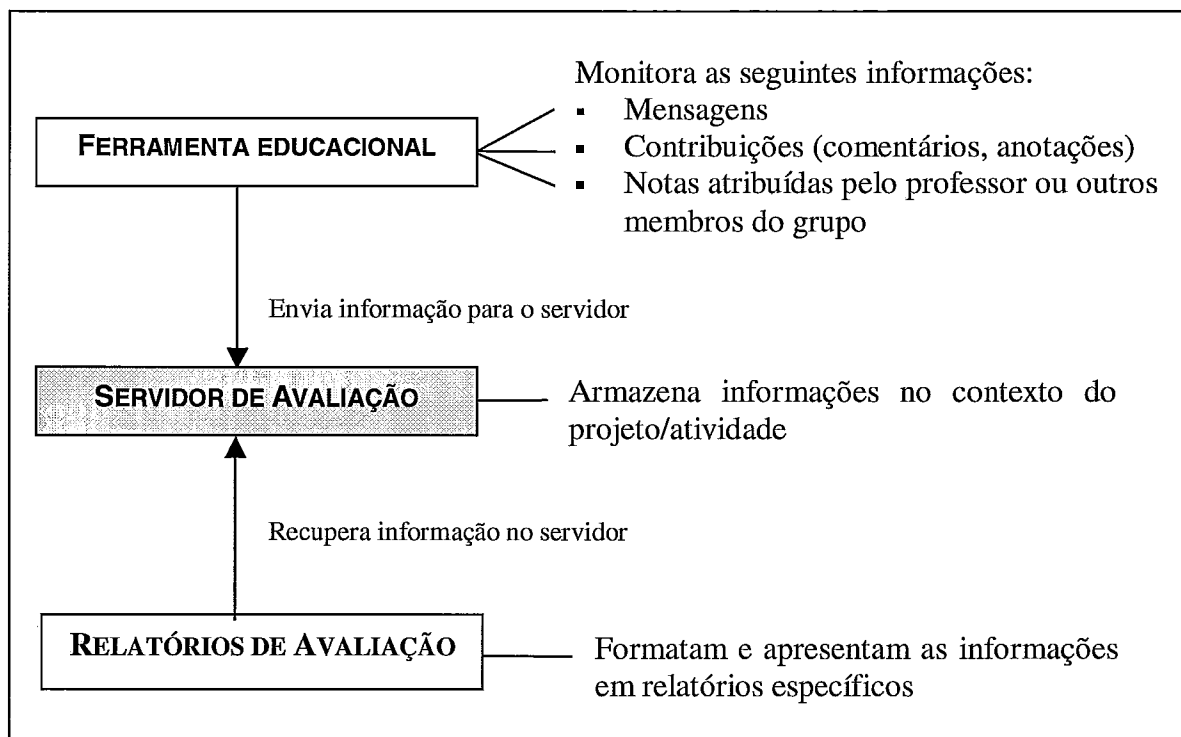 Monitora as seguintes informações:
▪ Mensagens
FERRAMENTA EDUCACIONAL
▪ Contribuições (comentários, anotações)
▪ Notas atribuídas pelo professor ou outros
membros do grupo
Envia informação para o servidor
SERVIDOR DE AVALIAÇÃO
Armazena informações no contexto do
projeto/atividade
Recupera informação no servidor
RELATÓRIOS DE AVALIAÇÃO
Formatam e apresentam as informações
em relatórios específicos